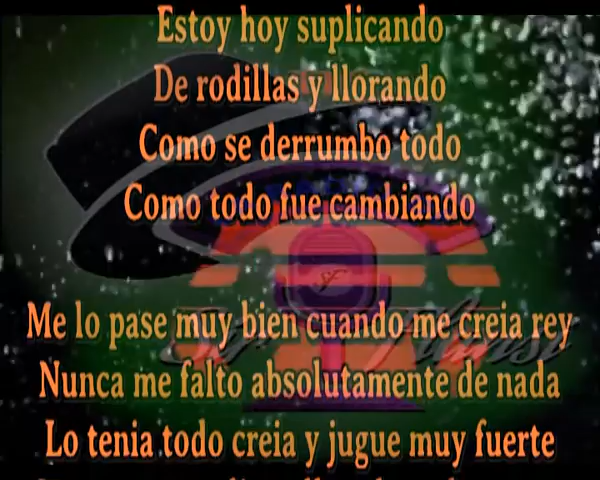 Estoy hoy suplicando
De rodillas y llorando
Como se derrumbo todo
Como todo fue cambiando
Me lo pase muy bien cuando me creia rey
Nunca me falto absolutamente de nada
Lo tenia todo creia y jugue muy fuerte